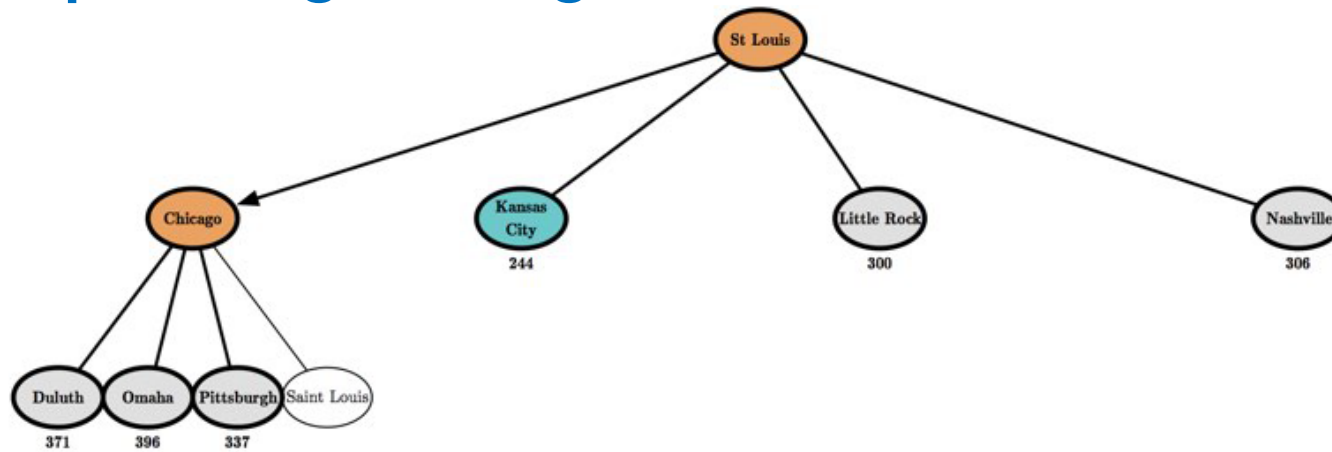 St Louis
Chicago
Kansas
City
Little Rock
Nashville
244
300
306
Duluth
Omaha
Pittsburgh
Saint Louis
371
396
337